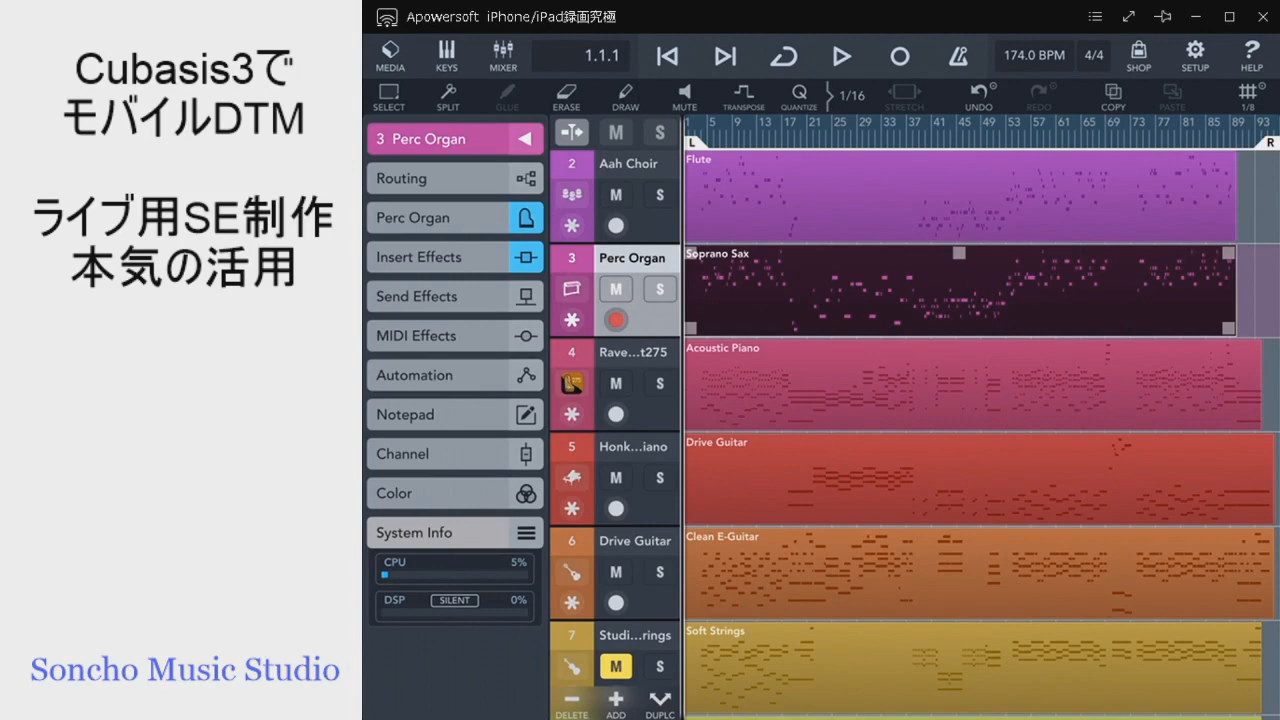 Cubasis3で
モバイルDTM
ライブ用SE制作
本気の活用
Soncho Music Studio
Apowersoft iPhone/iPad録画究極
MEDIA
KEYS
MIXER
1.1.1
174.0 BPM
4/4
SHOP
SETUP
HELP
SELECT
SPLIT
GLUE
ERASE
DRAW
MUTE
TRANSPOSE
QUANTIZE
1/16
STRETCH
UNDO
REDO
COPY
PASTE
1/8
3 Perc Organ
Routing
Perc Organ
Insert Effects
Send Effects
MIDI Effects
Automation
Notepad
Channel
Color
System Info
CPU 5%
DSP SILENT 0%
M S
1 5 9 13 17 21 25 29 33 37 41 45 49 53 57 61 65 69 73 77 81 85 89 93
L R
2 Aah Choir
M S
Flute
3 Perc Organ
M S
Soprano Sax
4 Rave...t275
M S
Acoustic Piano
5 Honk...iano
M S
Drive Guitar
6 Drive Guitar
M S
Clean E-Guitar
7 Studi...rings
M S
Soft Strings
DELETE
ADD
DUPLC